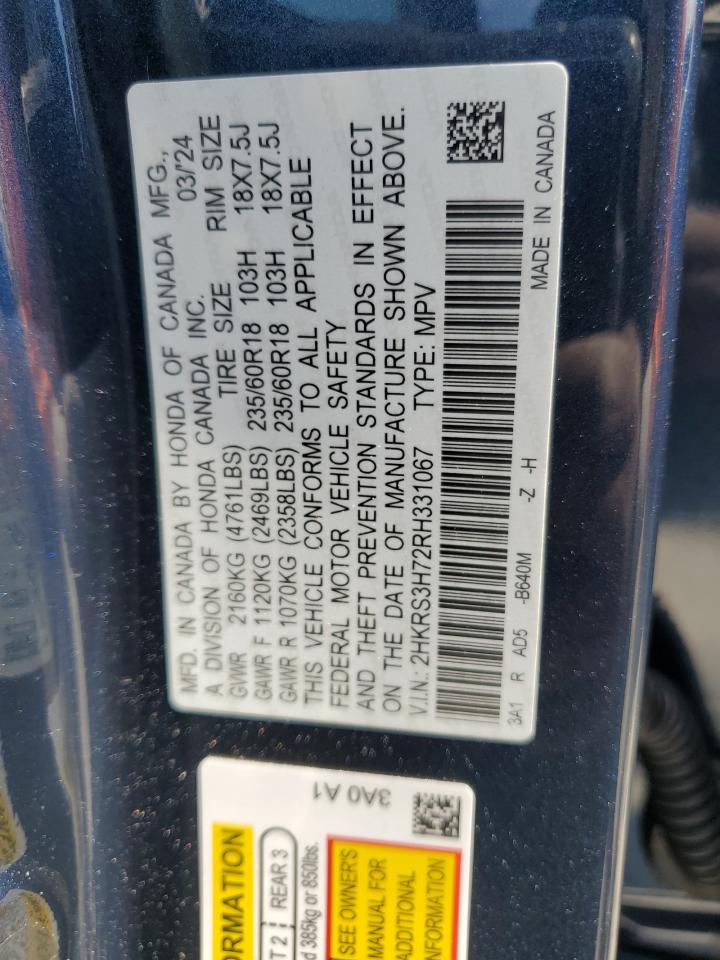 MFD. IN CANADA BY HONDA OF CANADA MFG.,
A DIVISION OF HONDA CANADA INC. 03/'24
GVWR 2160KG (4761LBS) TIRE SIZE RIM SIZE
GAWR F 1120KG (2469LBS) 235/60R18 103H 18X7.5J
GAWR R 1070KG (2358LBS) 235/60R18 103H 18X7.5J
THIS VEHICLE CONFORMS TO ALL APPLICABLE
FEDERAL MOTOR VEHICLE SAFETY
AND THEFT PREVENTION STANDARDS IN EFFECT
ON THE DATE OF MANUFACTURE SHOWN ABOVE.
V.I.N.: 2HKRS3H72RH331067 TYPE: MPV
3A1 R AD5 -B640M -Z -H MADE IN CANADA
3A0 A1
ORMATION
T 2 REAR 3
d 385kg or 850lbs.
SEE OWNER'S
MANUAL FOR
ADDITIONAL
NFORMATION